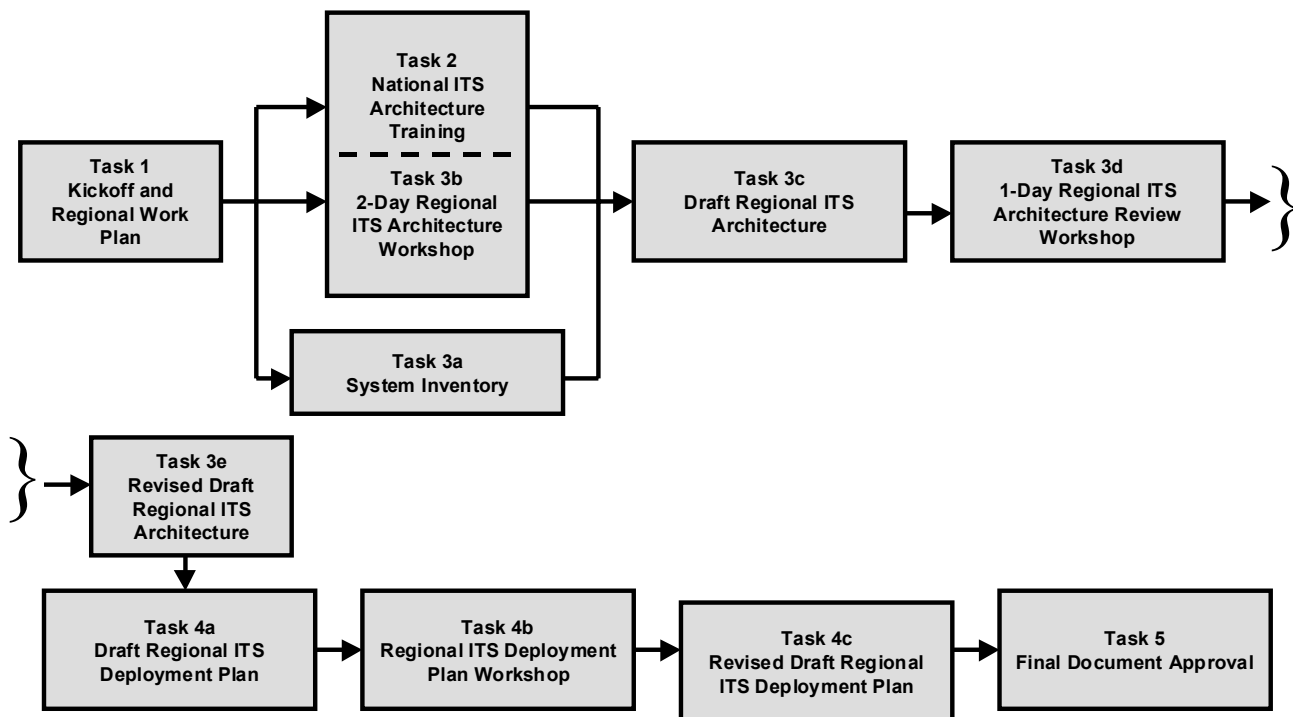 Task 1
Kickoff and
Regional Work
Plan
Task 2
National ITS
Architecture
Training
Task 3b
2-Day Regional
ITS Architecture
Workshop
Task 3a
System Inventory
Task 3c
Draft Regional ITS
Architecture
Task 3d
1-Day Regional ITS
Architecture Review
Workshop
}
}
Task 3e
Revised Draft
Regional ITS
Architecture
Task 4a
Draft Regional ITS
Deployment Plan
Task 4b
Regional ITS Deployment
Plan Workshop
Task 4c
Revised Draft Regional
ITS Deployment Plan
Task 5
Final Document Approval